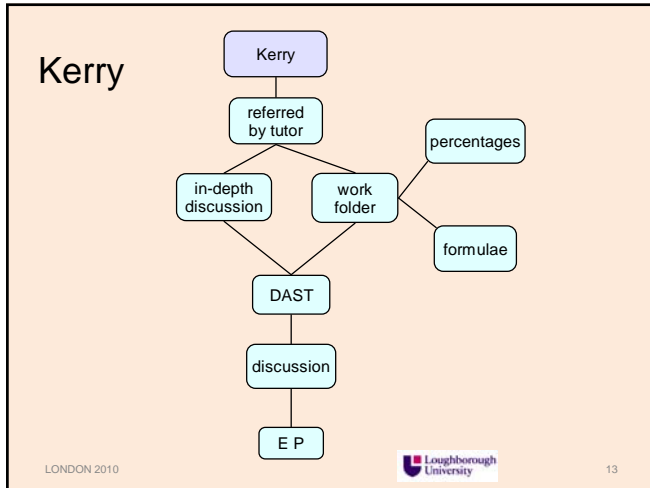 Kerry
Kerry
referred
by tutor
percentages
in-depth
discussion
work
folder
formulae
DAST
discussion
E P
LONDON 2010
Loughborough
University
13